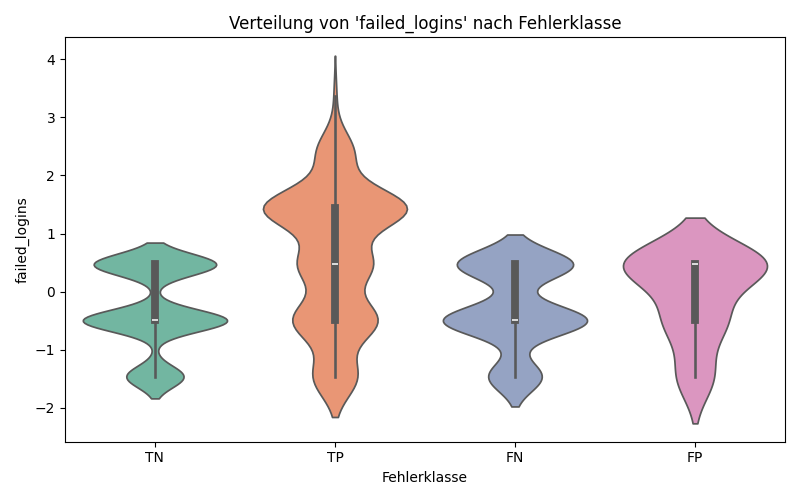 Verteilung von 'failed_logins' nach Fehlerklasse
failed_logins
4
3
2
1
0
−1
−2
TN
TP
FN
FP
Fehlerklasse